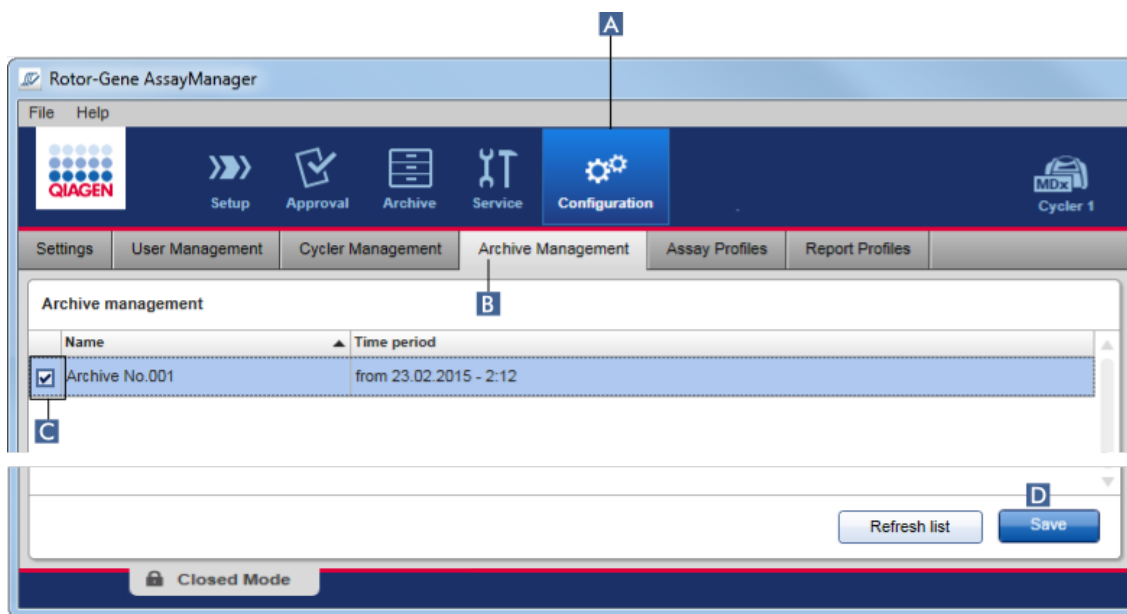 A
Rotor-Gene AssayManager
File Help
QIAGEN
Setup Approval Archive Service Configuration
MDx
Cycler 1
Settings User Management Cycler Management Archive Management Assay Profiles Report Profiles
B
Archive management
Name Time period
Archive No.001 from 23.02.2015 - 2:12
C
D
Refresh list Save
Closed Mode